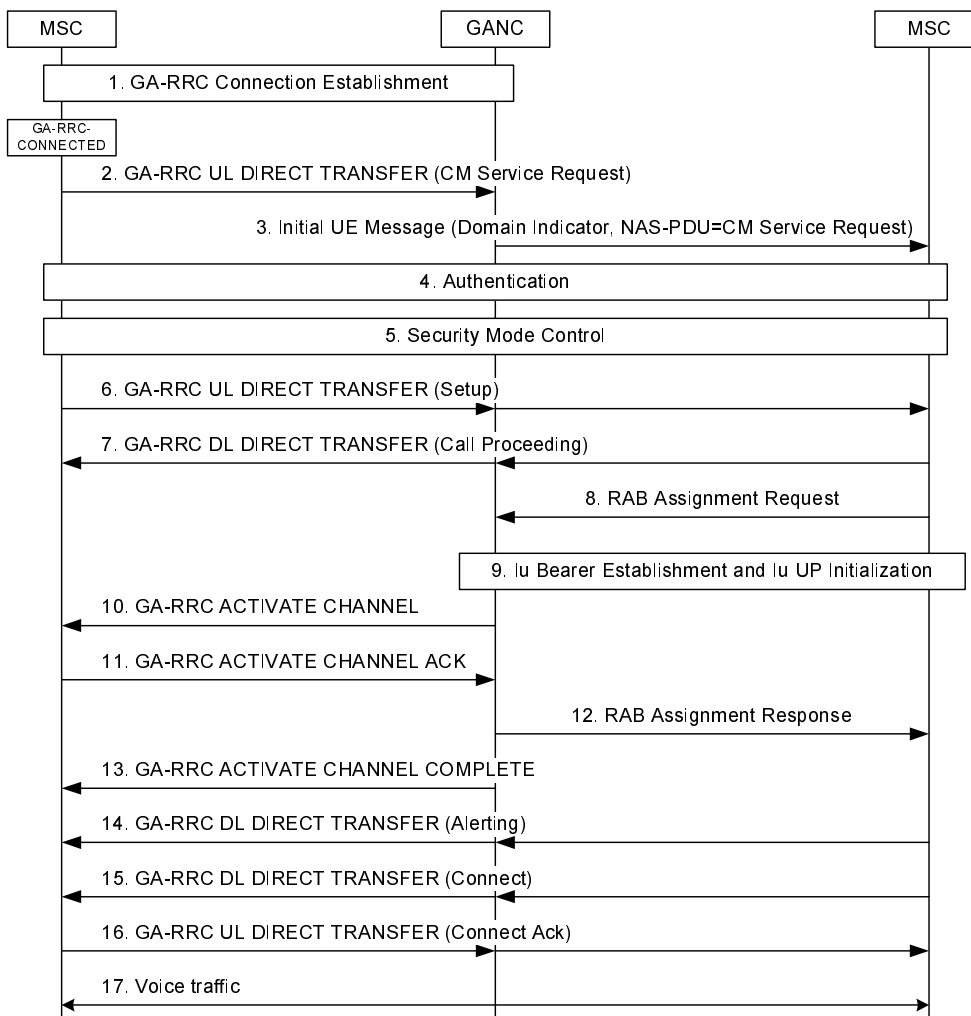 MSC
GANC
MSC
1. GA-RRC Connection Establishment
GA-RRC-
CONNECTED
2. GA-RRC UL DIRECT TRANSFER (CM Service Request)
3. Initial UE Message (Domain Indicator, NAS-PDU=CM Service Request)
4. Authentication
5. Security Mode Control
6. GA-RRC UL DIRECT TRANSFER (Setup)
7. GA-RRC DL DIRECT TRANSFER (Call Proceeding)
8. RAB Assignment Request
9. Iu Bearer Establishment and Iu UP Initialization
10. GA-RRC ACTIVATE CHANNEL
11. GA-RRC ACTIVATE CHANNEL ACK
12. RAB Assignment Response
13. GA-RRC ACTIVATE CHANNEL COMPLETE
14. GA-RRC DL DIRECT TRANSFER (Alerting)
15. GA-RRC DL DIRECT TRANSFER (Connect)
16. GA-RRC UL DIRECT TRANSFER (Connect Ack)
17. Voice traffic